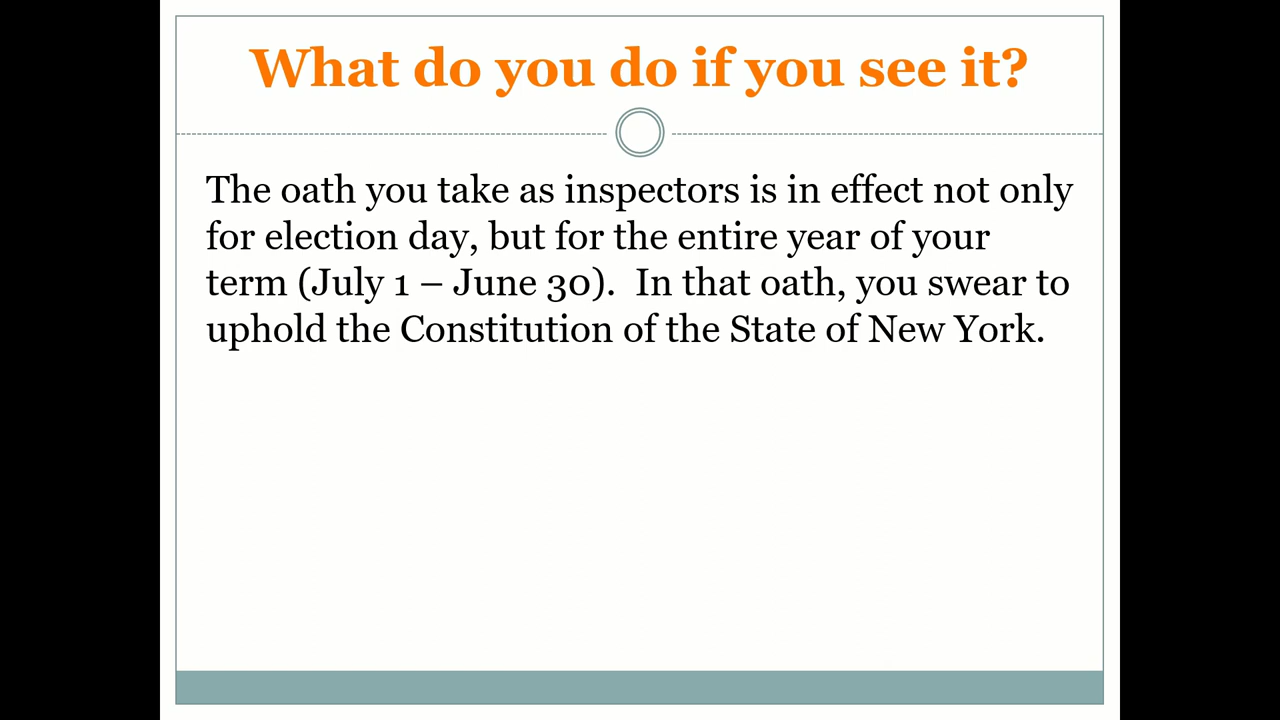 What do you do if you see it?
The oath you take as inspectors is in effect not only
for election day, but for the entire year of your
term (July 1 – June 30).  In that oath, you swear to
uphold the Constitution of the State of New York.